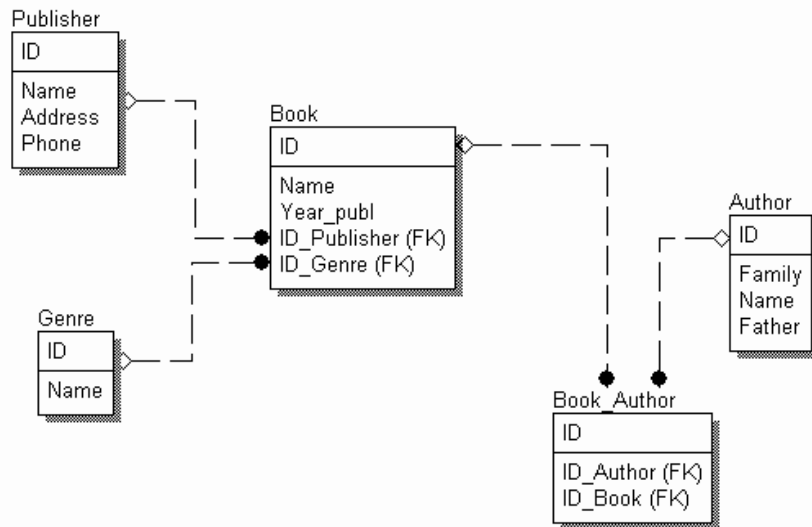 Publisher
ID
Name
Address
Phone
Book
ID
Name
Year_publ
ID_Publisher (FK)
ID_Genre (FK)
Author
ID
Family
Name
Father
Genre
ID
Name
Book_Author
ID
ID_Author (FK)
ID_Book (FK)